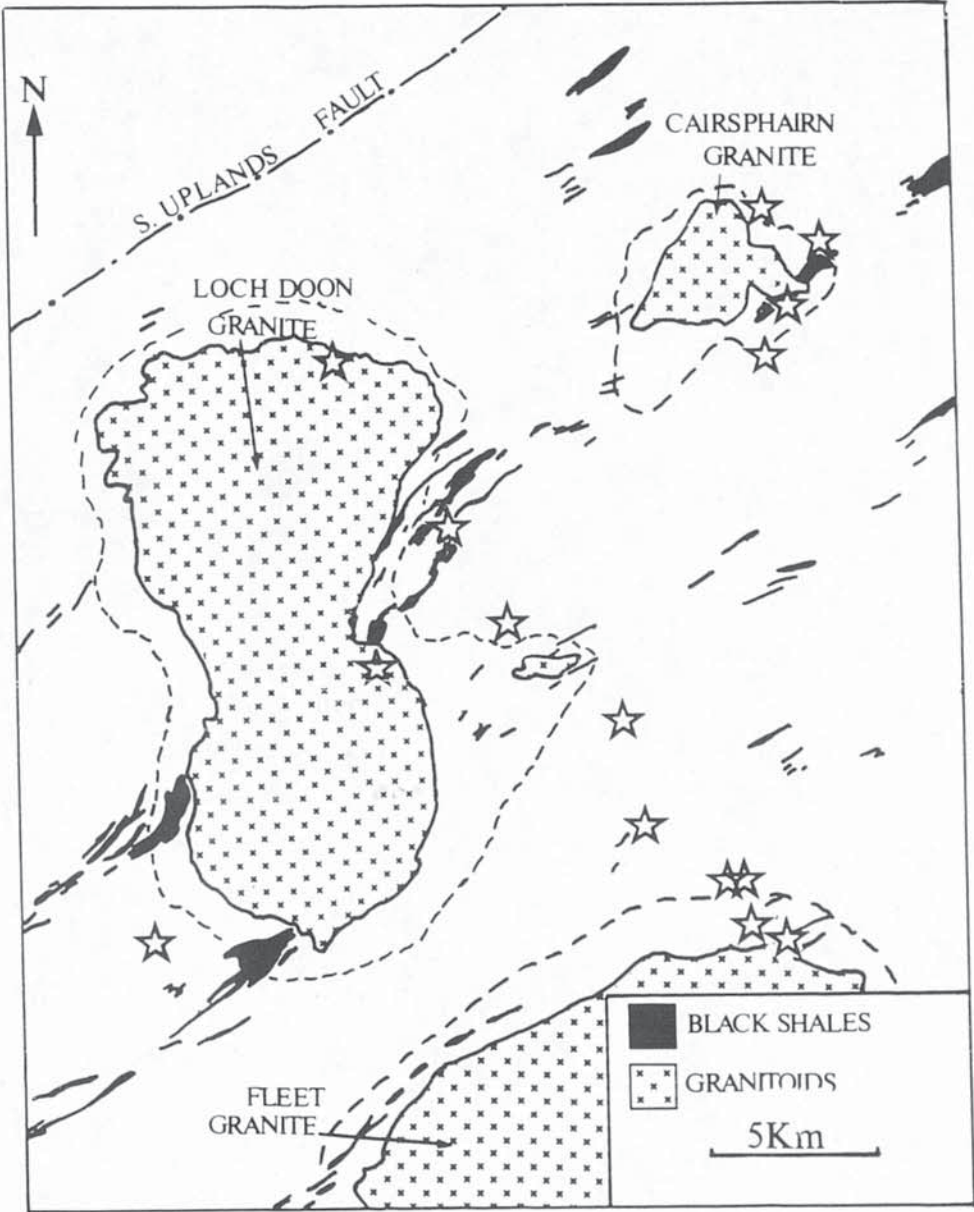 N
S. UPLANDS FAULT
CAIRSPHAIRN
GRANITE
LOCH DOON
GRANITE
FLEET
GRANITE
BLACK SHALES
GRANITOIDS
5Km